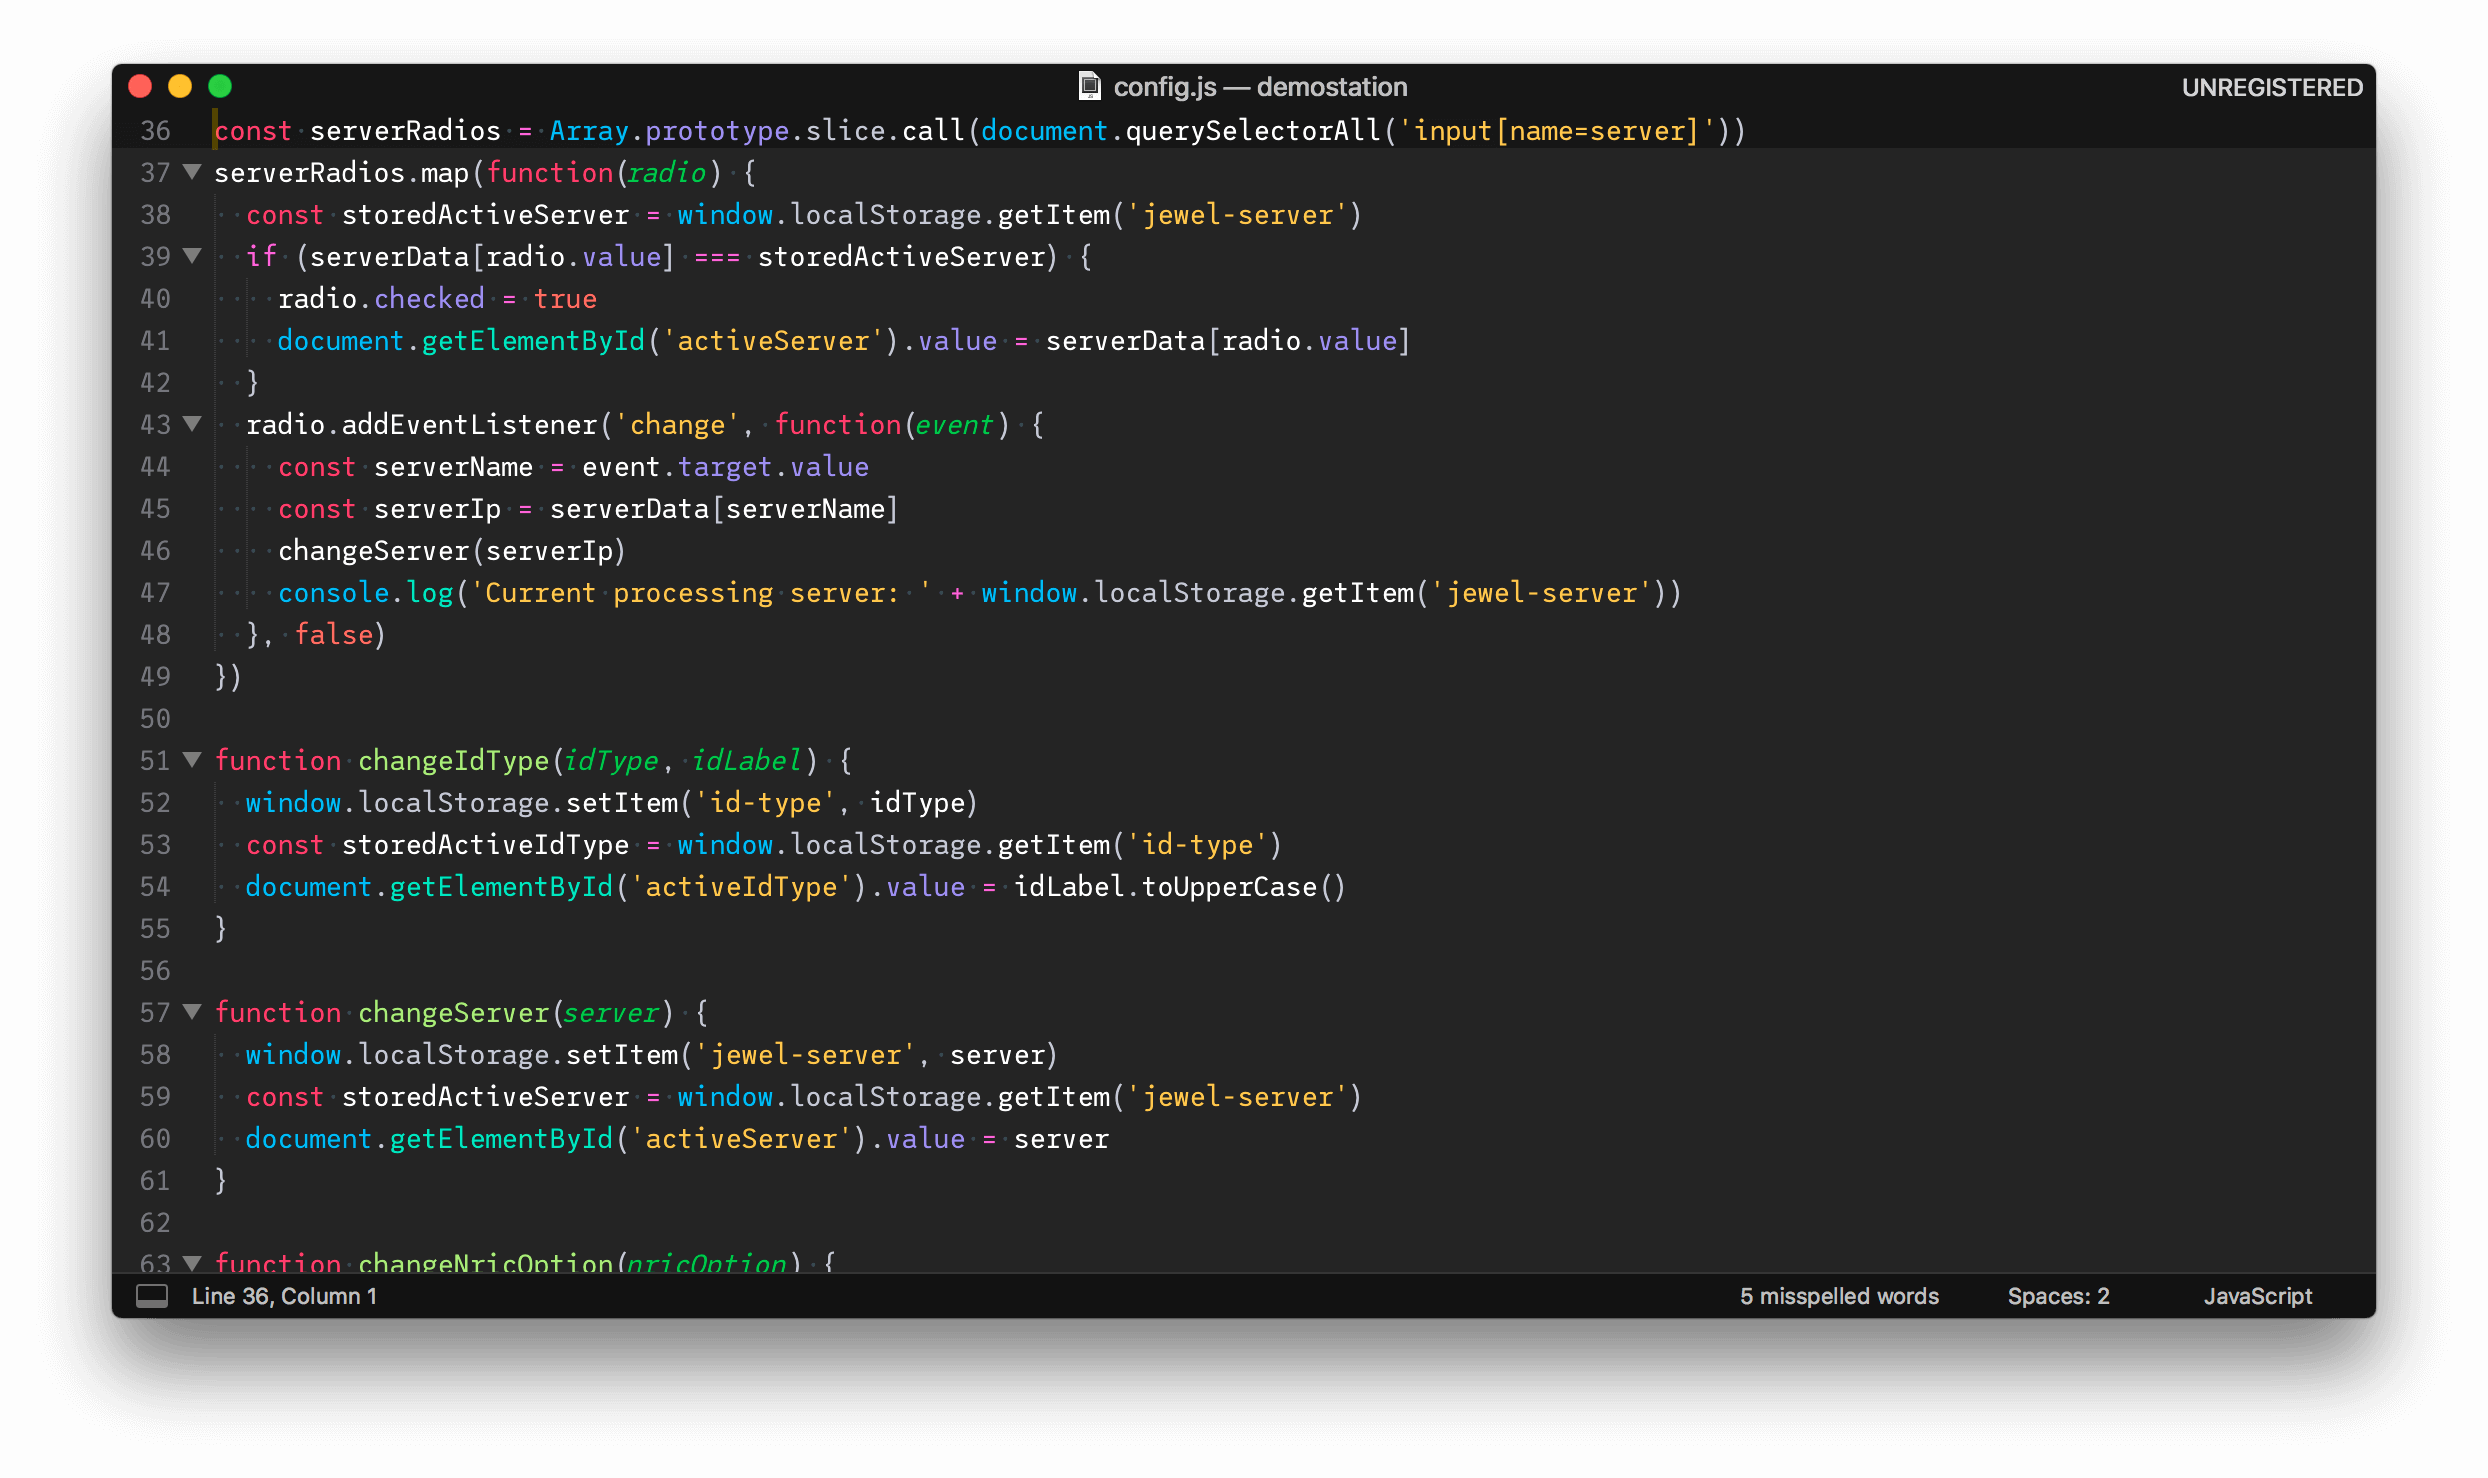 config.js — demostation
UNREGISTERED
36 const serverRadios = Array.prototype.slice.call(document.querySelectorAll('input[name=server]'))
37 serverRadios.map(function(radio) {
38   const storedActiveServer = window.localStorage.getItem('jewel-server')
39   if (serverData[radio.value] === storedActiveServer) {
40     radio.checked = true
41     document.getElementById('activeServer').value = serverData[radio.value]
42   }
43   radio.addEventListener('change', function(event) {
44     const serverName = event.target.value
45     const serverIp = serverData[serverName]
46     changeServer(serverIp)
47     console.log('Current processing server: ' + window.localStorage.getItem('jewel-server'))
48   }, false)
49 })
50
51 function changeIdType(idType, idLabel) {
52   window.localStorage.setItem('id-type', idType)
53   const storedActiveIdType = window.localStorage.getItem('id-type')
54   document.getElementById('activeIdType').value = idLabel.toUpperCase()
55 }
56
57 function changeServer(server) {
58   window.localStorage.setItem('jewel-server', server)
59   const storedActiveServer = window.localStorage.getItem('jewel-server')
60   document.getElementById('activeServer').value = server
61 }
62
63 function changeNricOption(nricOption) {
Line 36, Column 1
5 misspelled words
Spaces: 2
JavaScript